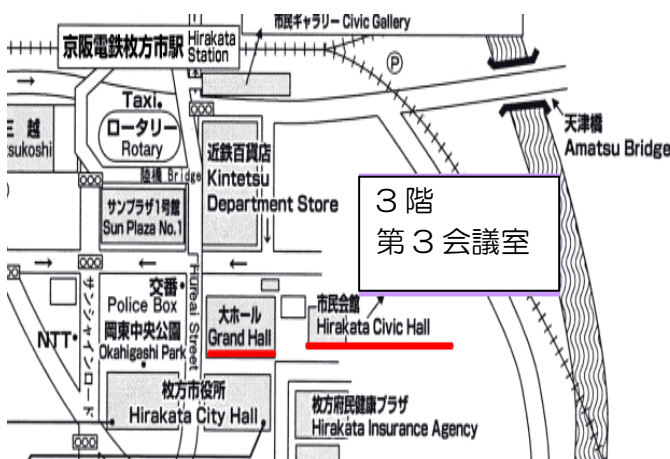 市民ギャラリー Civic Gallery
京阪電鉄枚方市駅
Hirakata
Station
P
Taxi
ロータリー
Rotary
三越
tsukoshi
陸橋 Bridge
近鉄百貨店
Kintetsu
Department Store
天津橋
Amatsu Bridge
3階
第3会議室
サンプラザ1号館
Sun Plaza No.1
サンシャインロード
Hureai Street
交番
Police Box
岡東中央公園
Okahigashi Park
NTT
大ホール
Grand Hall
市民会館
Hirakata Civic Hall
枚方市役所
Hirakata City Hall
枚方府民健康プラザ
Hirakata Insurance Agency